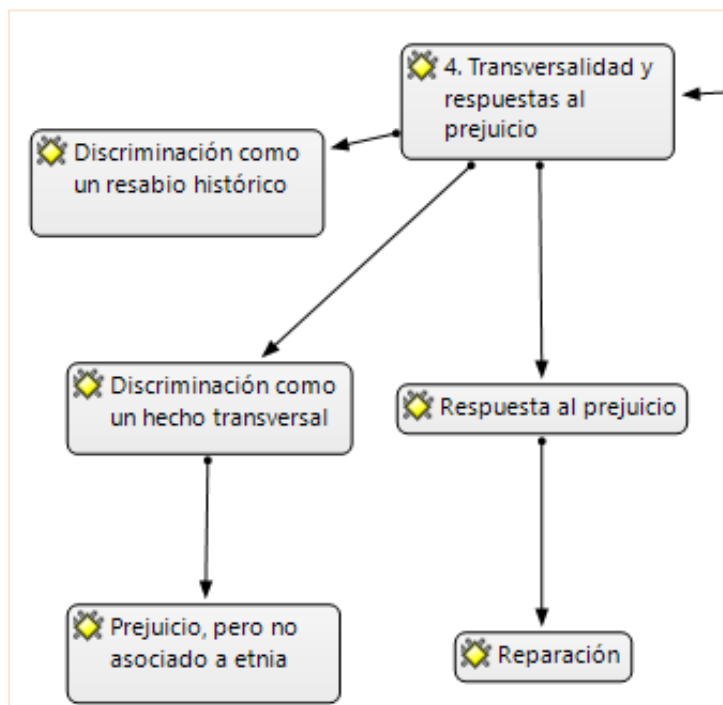 4. Transversalidad y
respuestas al
prejuicio
Discriminación como
un resabio histórico
Discriminación como
un hecho transversal
Respuesta al prejuicio
Prejuicio, pero no
asociado a etnia
Reparación